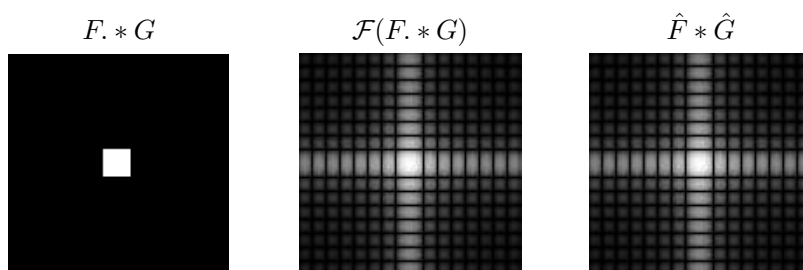 F. ∗ G
ℱ(F. ∗ G)
F̂ ∗ Ĝ